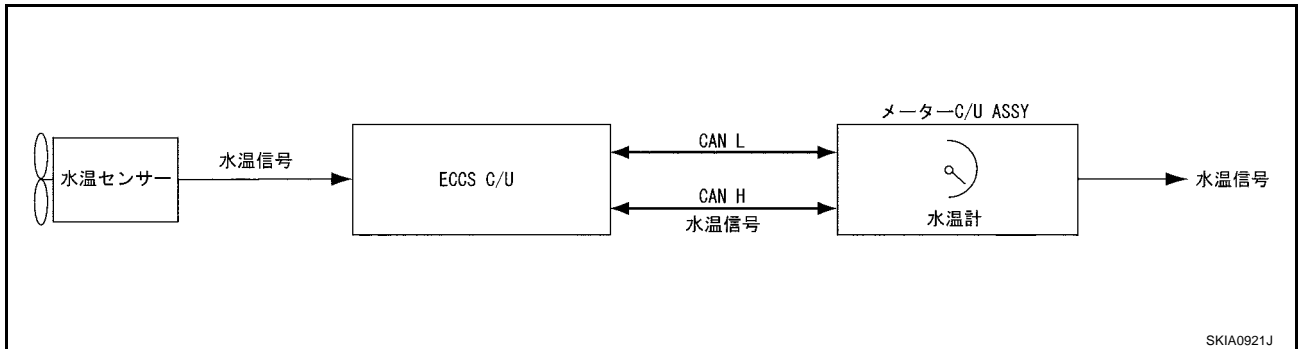 水温センサー
水温信号
ECCS C/U
CAN L
CAN H
水温信号
メーターC/U ASSY
水温計
水温信号
SKIA0921J